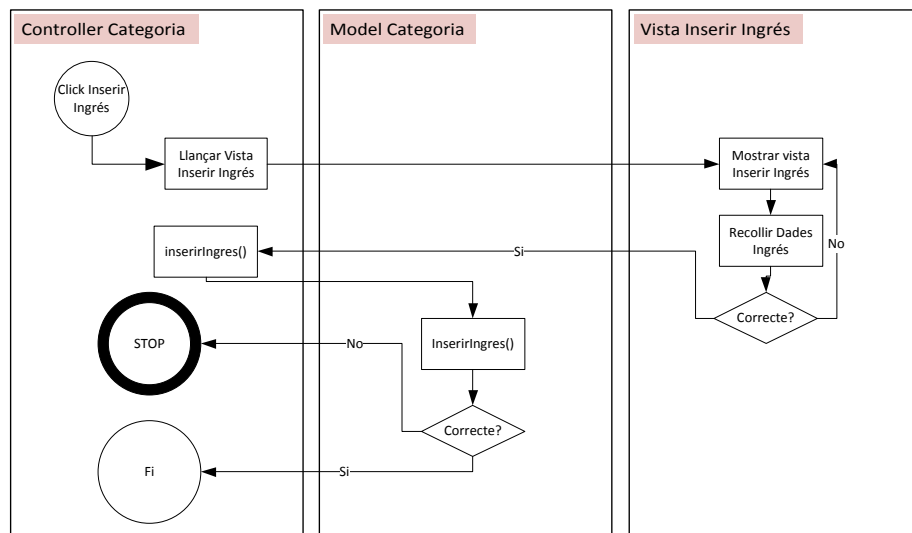 Controller Categoria
Model Categoria
Vista Inserir Ingrés
Click Inserir
Ingrés
Llançar Vista
Inserir Ingrés
Mostrar vista
Inserir Ingrés
Recollir Dades
Ingrés
No
inserirIngres()
Si
Correcte?
STOP
No
InserirIngres()
Correcte?
Fi
Si